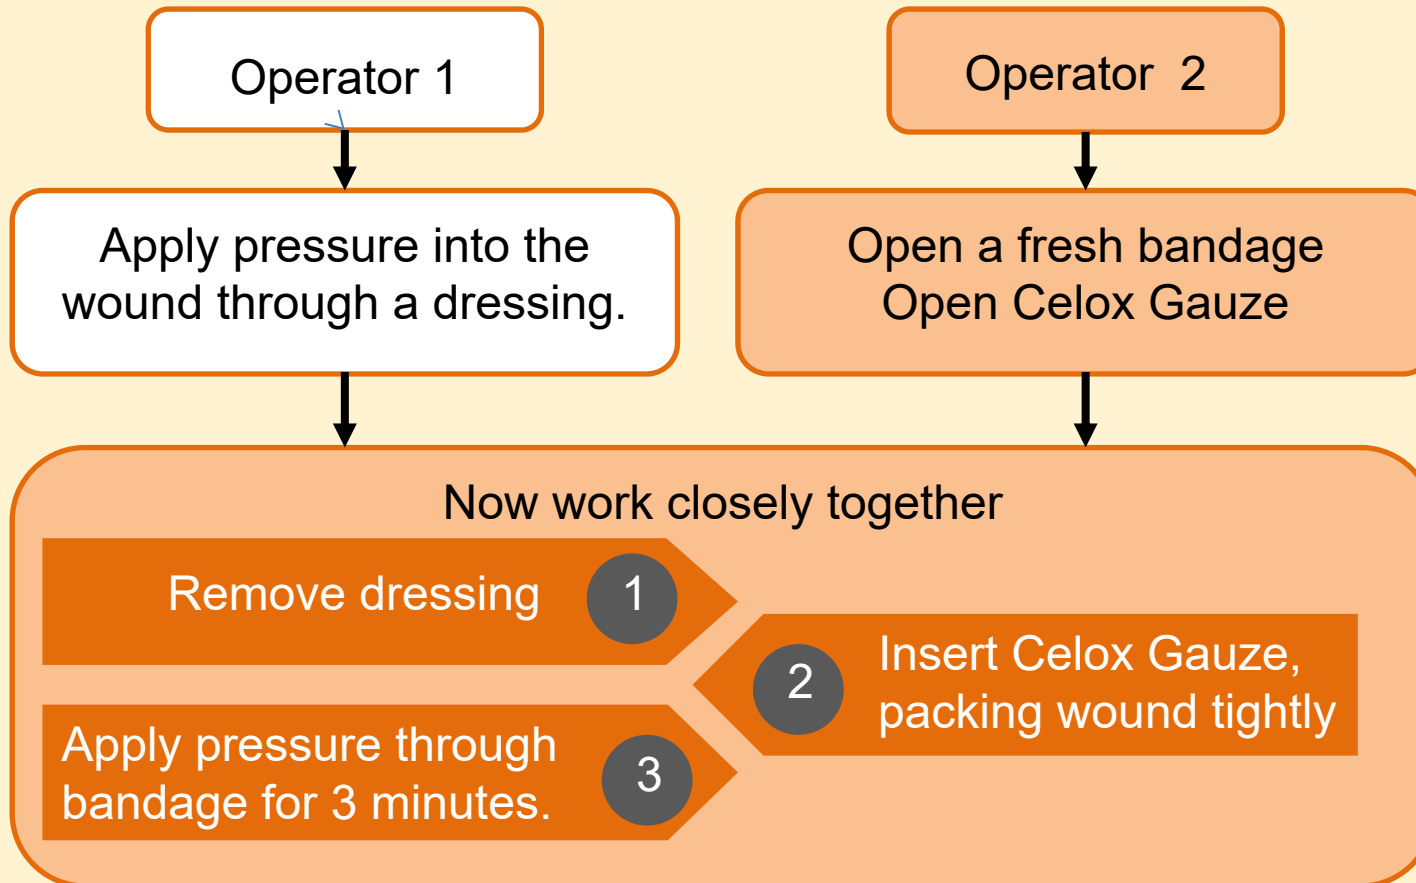 Operator 1
Operator 2
Apply pressure into the
wound through a dressing.
Open a fresh bandage
Open Celox Gauze
Now work closely together
Remove dressing
1
2
Insert Celox Gauze,
packing wound tightly
Apply pressure through
bandage for 3 minutes.
3